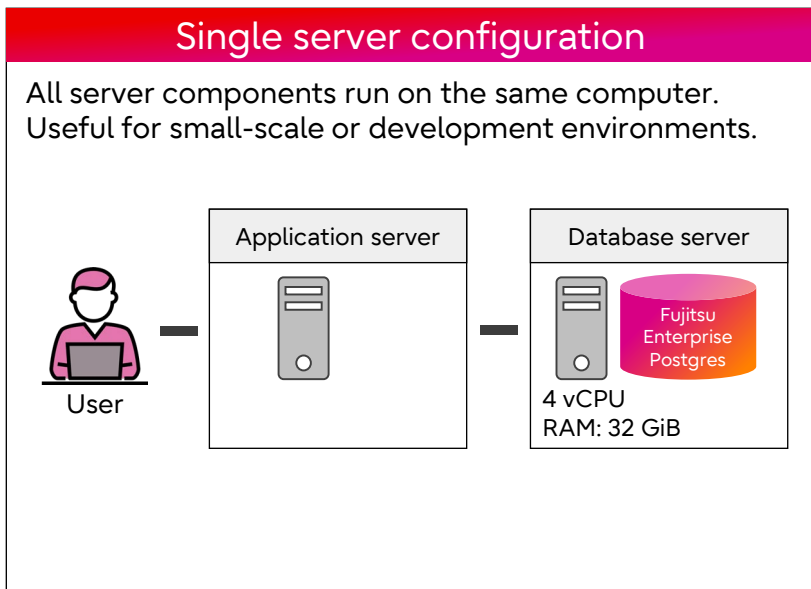 Single server configuration
All server components run on the same computer.
Useful for small-scale or development environments.
Application server
Database server
Fujitsu
Enterprise
Postgres
User
4 vCPU
RAM: 32 GiB